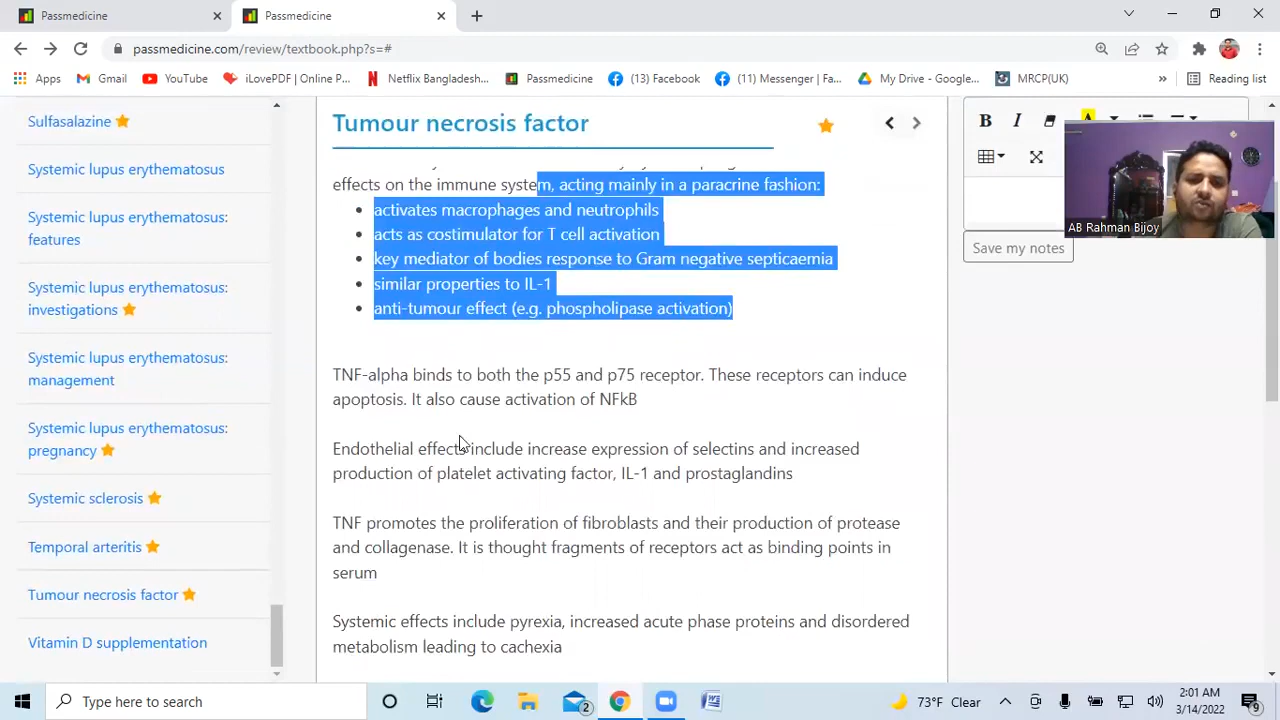 Passmedicine
Passmedicine
passmedicine.com/review/textbook.php?s=#
Apps
Gmail
YouTube
iLovePDF | Online P...
Netflix Bangladesh...
Passmedicine
(13) Facebook
(11) Messenger | Fa...
My Drive - Google...
MRCP(UK)
Reading list
Sulfasalazine
Systemic lupus erythematosus
Systemic lupus erythematosus:
features
Systemic lupus erythematosus:
investigations
Systemic lupus erythematosus:
management
Systemic lupus erythematosus:
pregnancy
Systemic sclerosis
Temporal arteritis
Tumour necrosis factor
Vitamin D supplementation
Tumour necrosis factor
effects on the immune system, acting mainly in a paracrine fashion:
• activates macrophages and neutrophils
• acts as costimulator for T cell activation
• key mediator of bodies response to Gram negative septicaemia
• similar properties to IL-1
• anti-tumour effect (e.g. phospholipase activation)
TNF-alpha binds to both the p55 and p75 receptor. These receptors can induce
apoptosis. It also cause activation of NFkB
Endothelial effects include increase expression of selectins and increased
production of platelet activating factor, IL-1 and prostaglandins
TNF promotes the proliferation of fibroblasts and their production of protease
and collagenase. It is thought fragments of receptors act as binding points in
serum
Systemic effects include pyrexia, increased acute phase proteins and disordered
metabolism leading to cachexia
B I A
AB Rahman Bijoy
Save my notes
Type here to search
2
73°F Clear
2:01 AM
3/14/2022
9